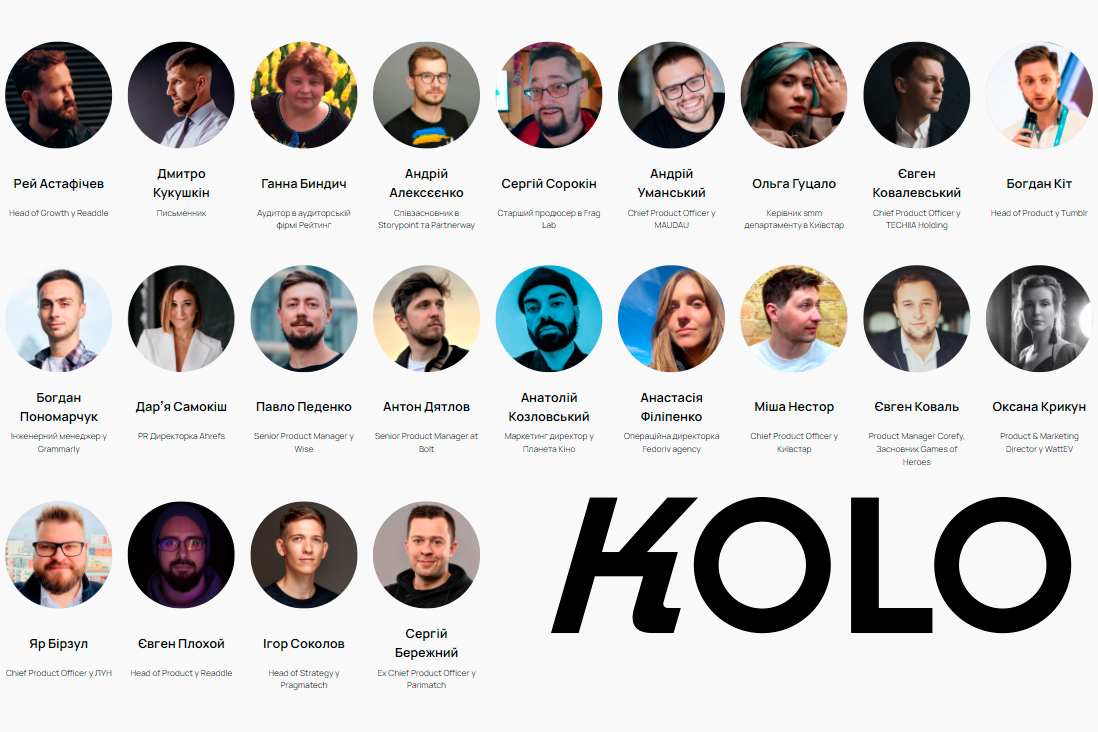 Рей Астафічев
Head of Growth у Readdle
Дмитро
Кукушкін
Письменник
Ганна Биндич
Аудитор в аудиторській
фірмі Рейтинг
Андрій
Алексєєнко
Співзасновник в
Storypoint та Partnerway
Сергій Сорокін
Старший продюсер в Frag
Lab
Андрій
Уманський
Chief Product Officer у
MAUDAU
Ольга Гуцало
Керівник smm
департаменту в Київстар
Євген
Ковалевський
Chief Product Officer у
TECHIIA Holding
Богдан Кіт
Head of Product у Tumblr
Богдан
Пономарчук
Інженерний менеджер у
Grammarly
Дар’я Самокіш
PR Директорка Ahrefs
Павло Педенко
Senior Product Manager у
Wise
Антон Дятлов
Senior Product Manager at
Bolt
Анатолій
Козловський
Маркетинг директор у
Планета Кіно
Анастасія
Філіпенко
Операційна директорка
Fedoriv agency
Міша Нестор
Chief Product Officer у
Київстар
Євген Коваль
Product Manager Corefy,
Засновник Games of
Heroes
Оксана Крикун
Product & Marketing
Director у WattEV
Яр Бірзул
Chief Product Officer у ЛУН
Євген Плохой
Head of Product у Readdle
Ігор Соколов
Head of Strategy у
Pragmatech
Сергій
Бережний
Ex Chief Product Officer у
Parimatch
KOLO